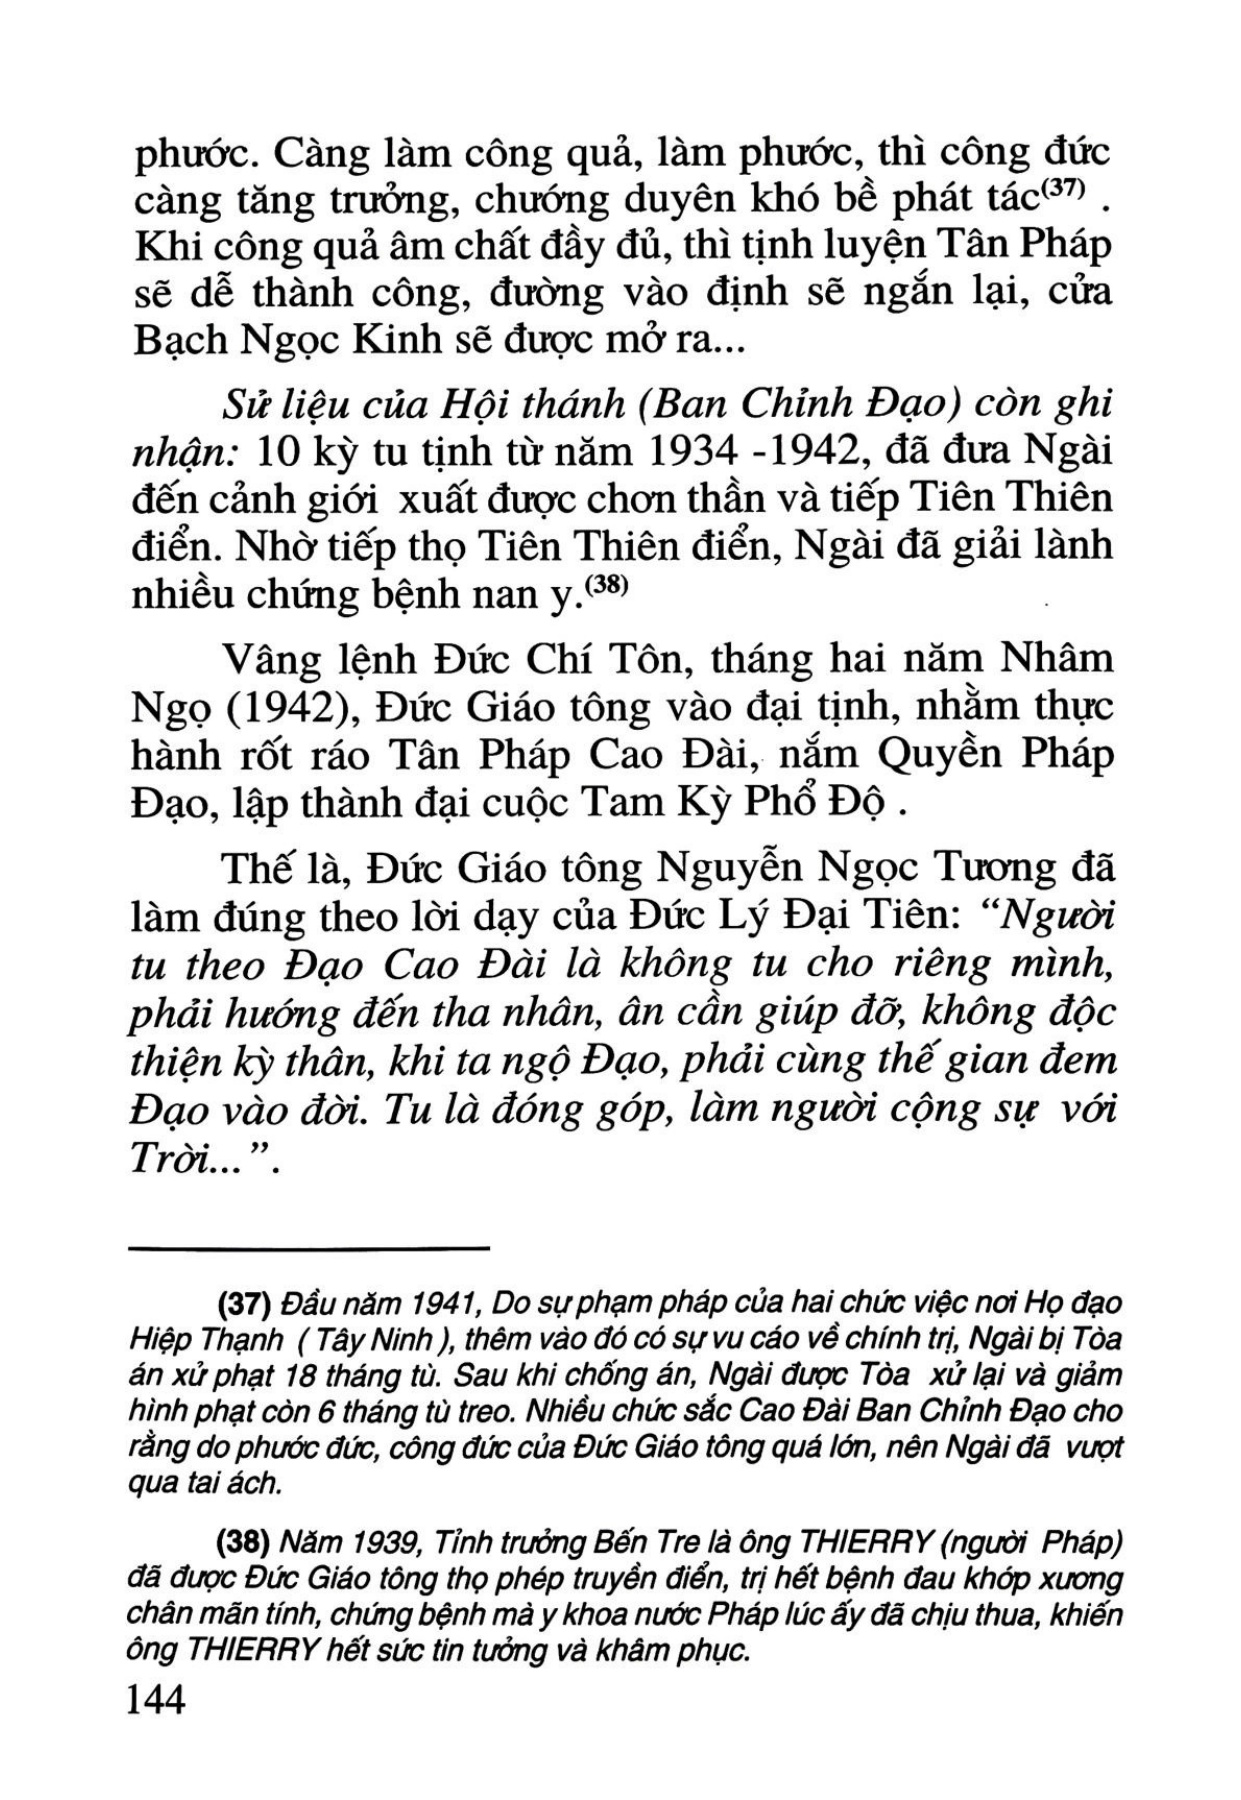 phước. Càng làm công quả, làm phước, thì công đức
càng tăng trưởng, chướng duyên khó bề phát tác(37) .
Khi công quả âm chất đầy đủ, thì tịnh luyện Tân Pháp
sẽ dễ thành công, đường vào định sẽ ngắn lại, cửa
Bạch Ngọc Kinh sẽ được mở ra...
Sử liệu của Hội thánh (Ban Chỉnh Đạo) còn ghi
nhận: 10 kỳ tu tịnh từ năm 1934 -1942, đã đưa Ngài
đến cảnh giới xuất được chơn thần và tiếp Tiên Thiên
điển. Nhờ tiếp thọ Tiên Thiên điển, Ngài đã giải lành
nhiều chứng bệnh nan y.(38)
Vâng lệnh Đức Chí Tôn, tháng hai năm Nhâm
Ngọ (1942), Đức Giáo tông vào đại tịnh, nhằm thực
hành rốt ráo Tân Pháp Cao Đài, nắm Quyền Pháp
Đạo, lập thành đại cuộc Tam Kỳ Phổ Độ .
Thế là, Đức Giáo tông Nguyễn Ngọc Tương đã
làm đúng theo lời dạy của Đức Lý Đại Tiên: “Người
tu theo Đạo Cao Đài là không tu cho riêng mình,
phải hướng đến tha nhân, ân cần giúp đỡ, không độc
thiện kỳ thân, khi ta ngộ Đạo, phải cùng thế gian đem
Đạo vào đời. Tu là đóng góp, làm người cộng sự với
Trời...”.
(37) Đầu năm 1941, Do sự phạm pháp của hai chức việc nơi Họ đạo
Hiệp Thạnh ( Tây Ninh ), thêm vào đó có sự vu cáo về chính trị, Ngài bị Tòa
án xử phạt 18 tháng tù. Sau khi chống án, Ngài được Tòa xử lại và giảm
hình phạt còn 6 tháng tù treo. Nhiều chức sắc Cao Đài Ban Chỉnh Đạo cho
rằng do phước đức, công đức của Đức Giáo tông quá lớn, nên Ngài đã vượt
qua tai ách.
(38) Năm 1939, Tỉnh trưởng Bến Tre là ông THIERRY (người Pháp)
đã được Đức Giáo tông thọ phép truyền điển, trị hết bệnh đau khớp xương
chân mãn tính, chứng bệnh mà y khoa nước Pháp lúc ấy đã chịu thua, khiến
ông THIERRY hết sức tin tưởng và khâm phục.
144